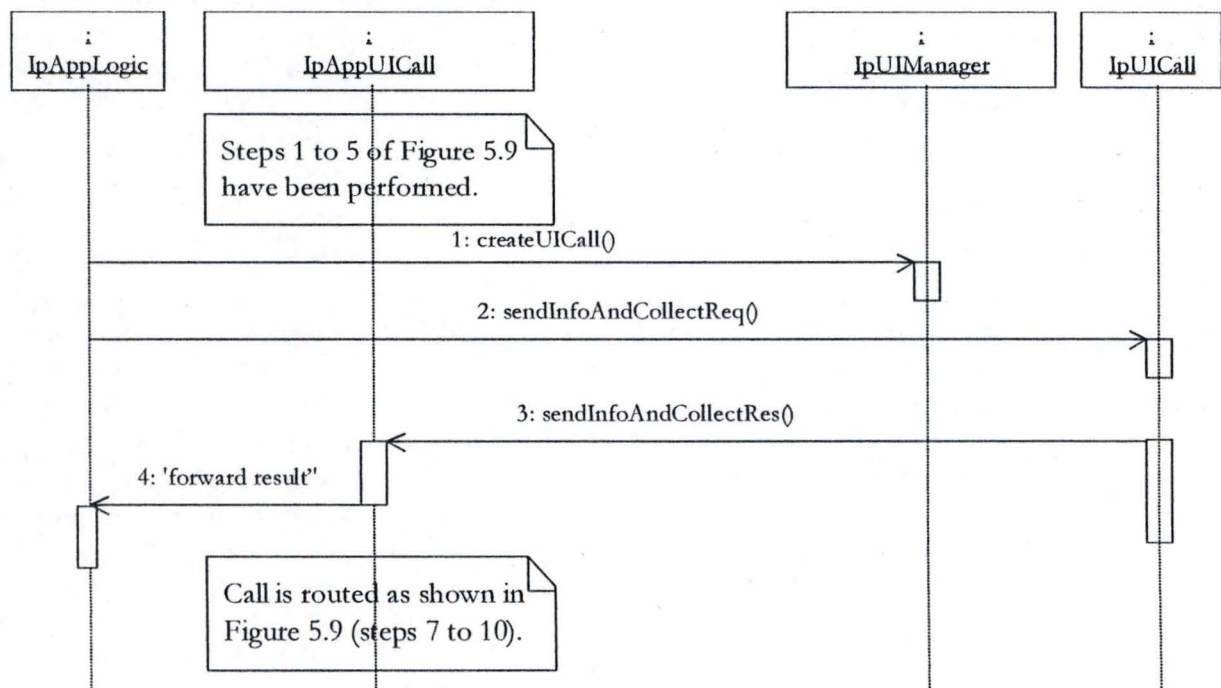 :
IpAppLogic
:
IpAppUICall
:
IpUIManager
:
IpUICall
Steps 1 to 5 of Figure 5.9
have been performed.
1: createUICall()
2: sendInfoAndCollectReq()
3: sendInfoAndCollectRes()
4: 'forward result"
Call is routed as shown in
Figure 5.9 (steps 7 to 10).